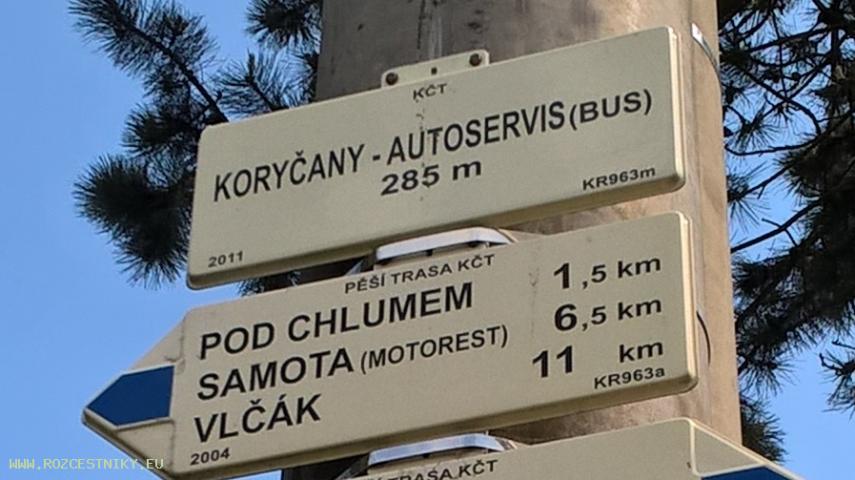 KČT
KORYČANY - AUTOSERVIS (BUS)
285 m
KR963m
2011
PĚŠÍ TRASA KČT
POD CHLUMEM 1,5 km
SAMOTA (MOTOREST) 6,5 km
VLČÁK 11 km
KR963a
2004
PĚŠÍ TRASA KČT
WWW.ROZCESTNIKY.EU